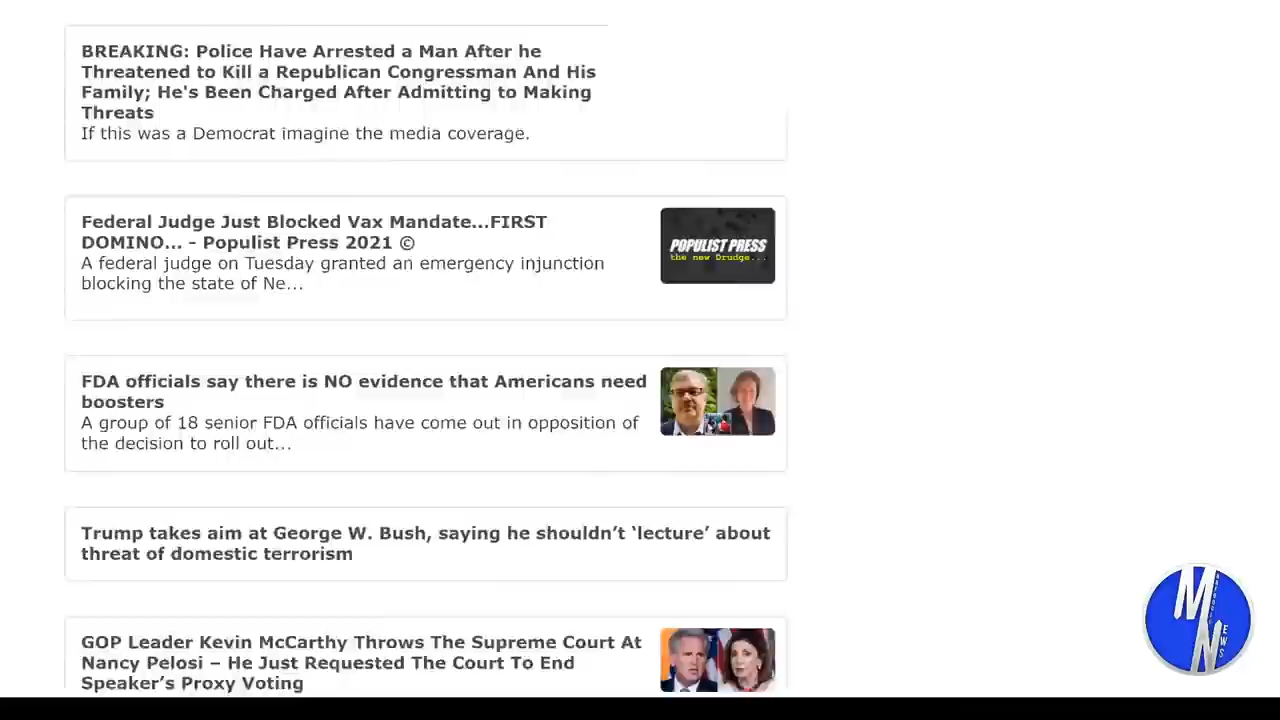 BREAKING: Police Have Arrested a Man After he
Threatened to Kill a Republican Congressman And His
Family; He's Been Charged After Admitting to Making
Threats
If this was a Democrat imagine the media coverage.
Federal Judge Just Blocked Vax Mandate...FIRST
DOMINO... - Populist Press 2021 ©
A federal judge on Tuesday granted an emergency injunction
blocking the state of Ne...
POPULIST PRESS
the new Drudge...
FDA officials say there is NO evidence that Americans need
boosters
A group of 18 senior FDA officials have come out in opposition of
the decision to roll out...
Trump takes aim at George W. Bush, saying he shouldn’t ‘lecture’ about
threat of domestic terrorism
GOP Leader Kevin McCarthy Throws The Supreme Court At
Nancy Pelosi – He Just Requested The Court To End
Speaker’s Proxy Voting
M
N
EWS